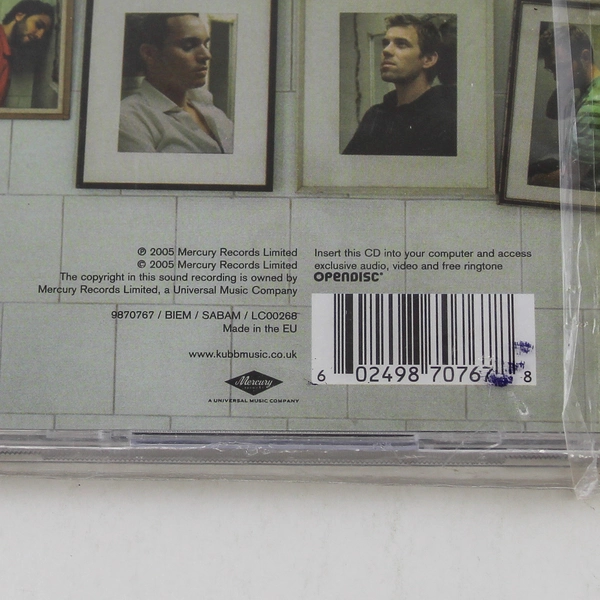 ℗ 2005 Mercury Records Limited
© 2005 Mercury Records Limited
The copyright in this sound recording is owned by
Mercury Records Limited, a Universal Music Company
9870767 / BIEM / SABAM / LC00268
Made in the EU
www.kubbmusic.co.uk
Mercury
A UNIVERSAL MUSIC COMPANY
Insert this CD into your computer and access
exclusive audio, video and free ringtone
OPENDISC
6 02498 70767 8